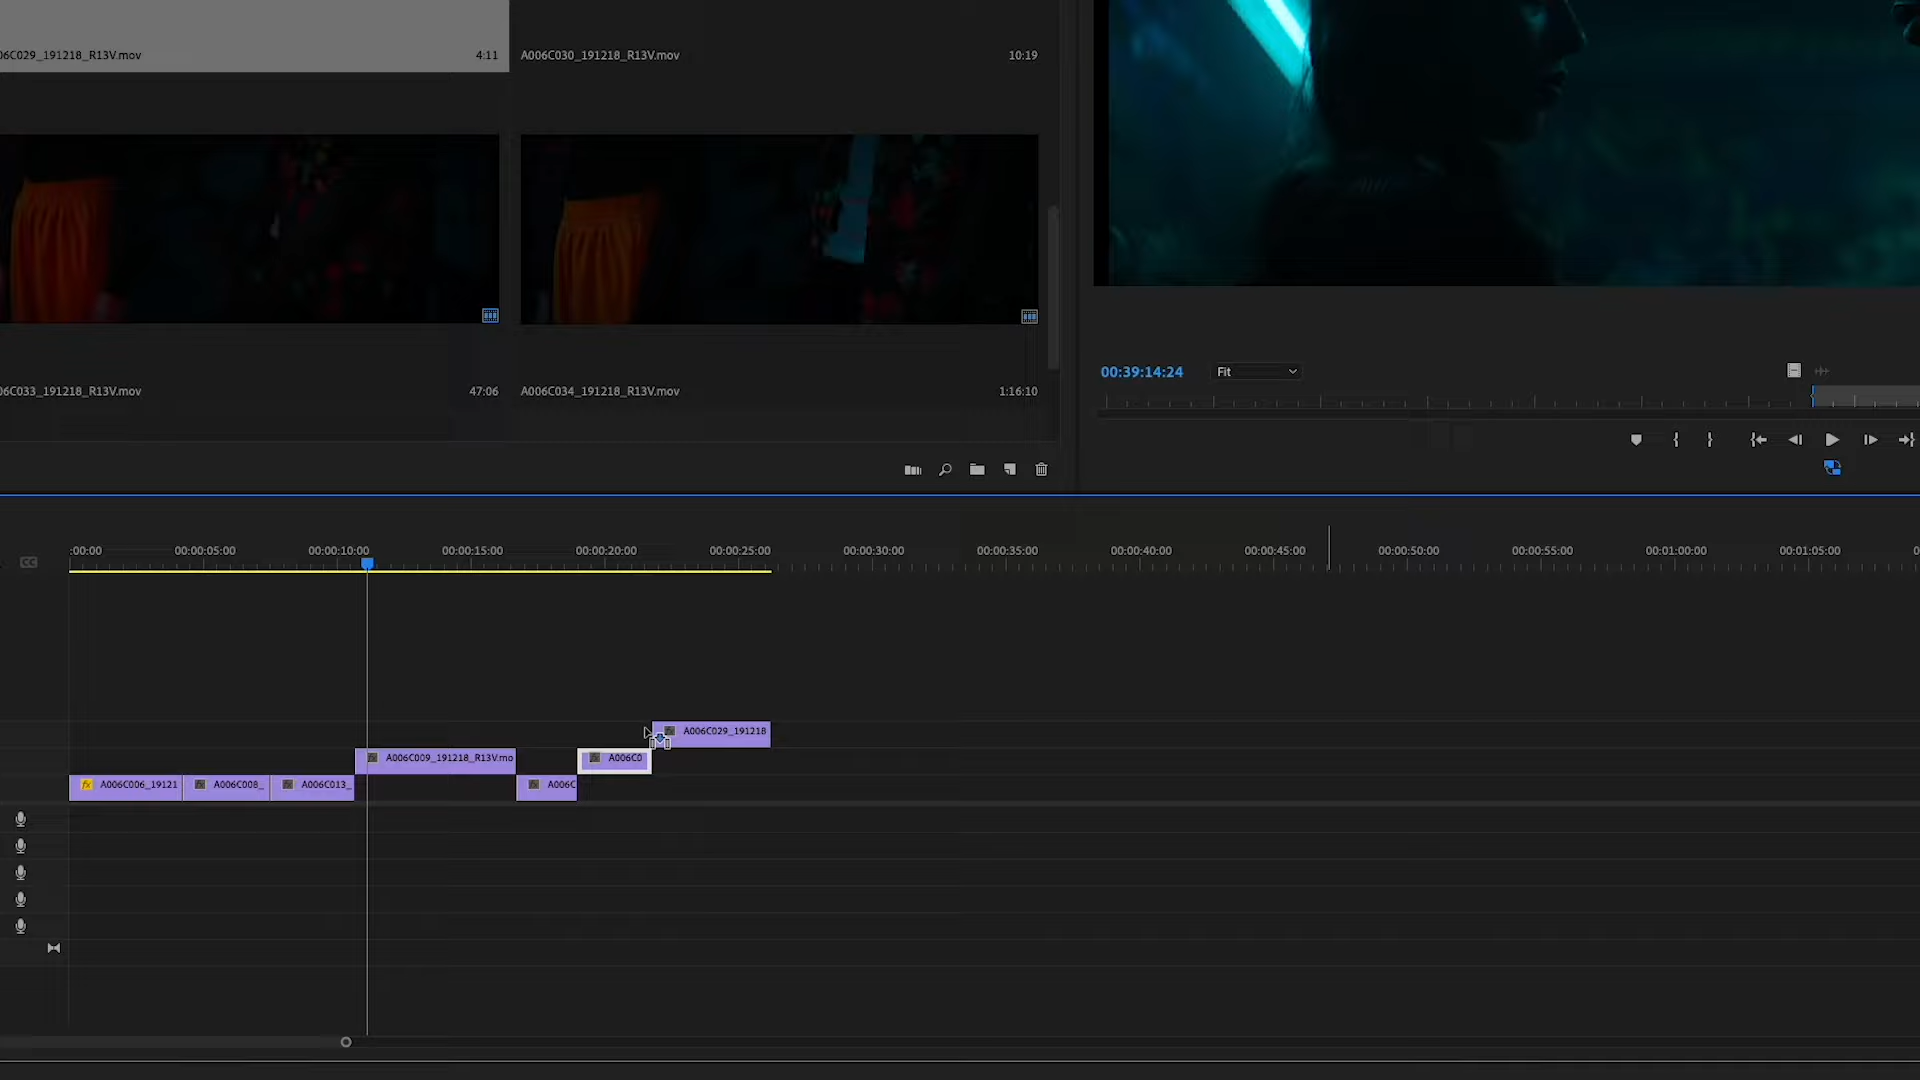 06C029_191218_R13V.mov 4:11 A006C030_191218_R13V.mov 10:19
06C033_191218_R13V.mov 47:06 A006C034_191218_R13V.mov 1:16:10
00:39:14:24 Fit
:00:00 00:00:05:00 00:00:10:00 00:00:15:00 00:00:20:00 00:00:25:00 00:00:30:00 00:00:35:00 00:00:40:00 00:00:45:00 00:00:50:00 00:00:55:00 00:01:00:00 00:01:05:00
CC
A006C029_191218
A006C009_191218_R13V.mo A006C0
A006C006_19121 A006C008_ A006C013_ A006C